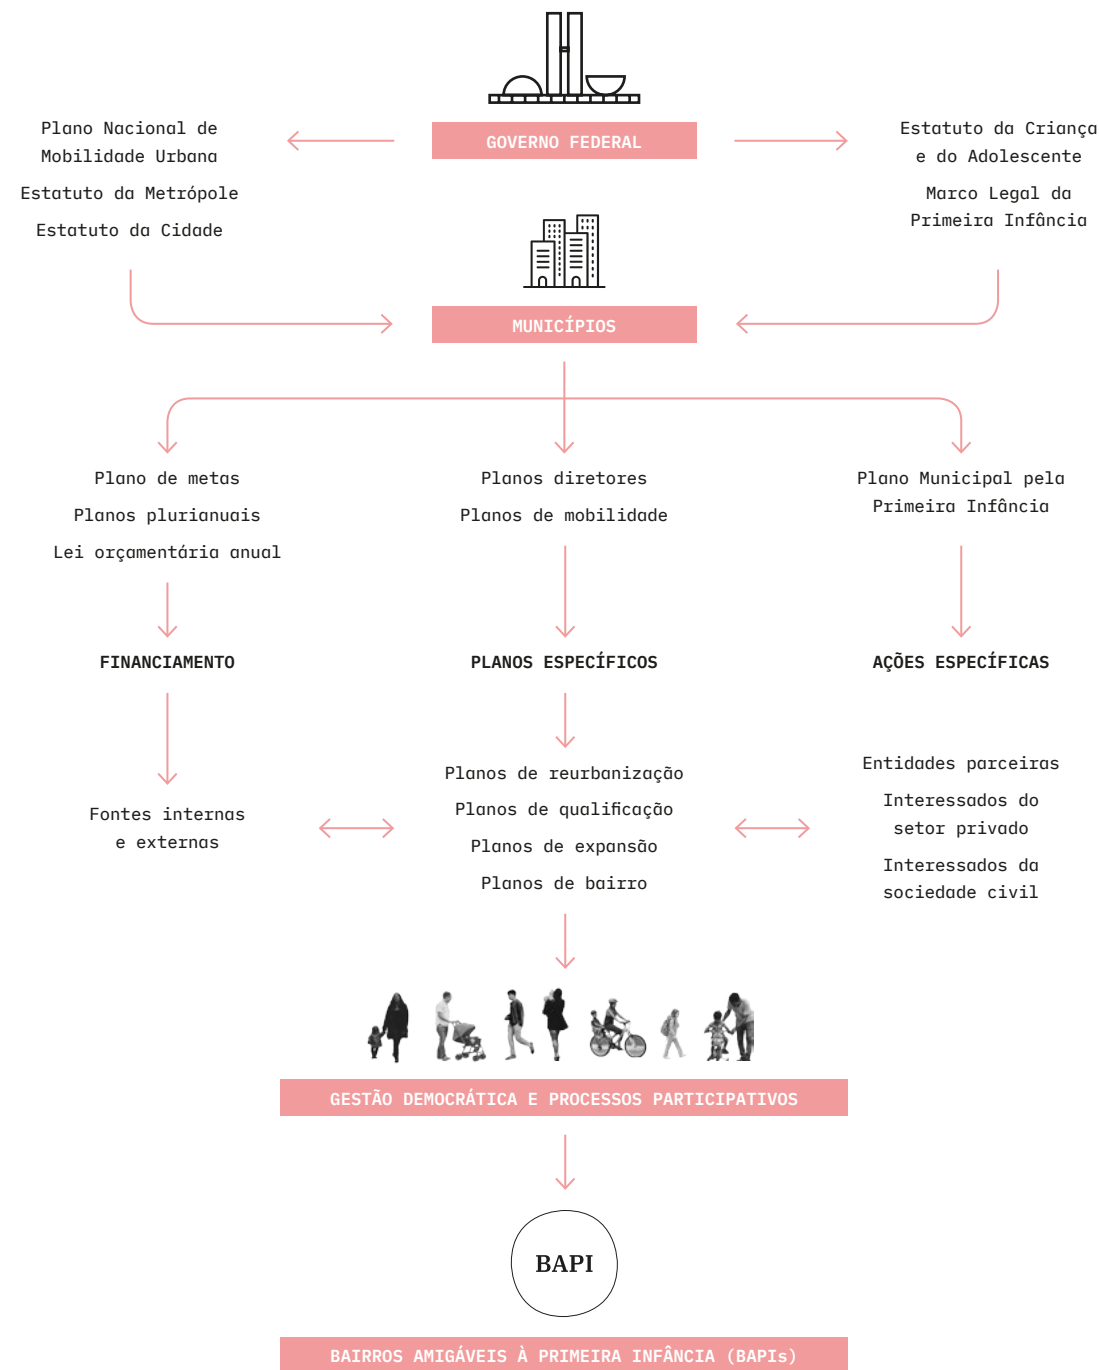 GOVERNO FEDERAL
Plano Nacional de
Mobilidade Urbana
Estatuto da Metrópole
Estatuto da Cidade
Estatuto da Criança
e do Adolescente
Marco Legal da
Primeira Infância
MUNICÍPIOS
Plano de metas
Planos plurianuais
Lei orçamentária anual
Planos diretores
Planos de mobilidade
Plano Municipal pela
Primeira Infância
FINANCIAMENTO
PLANOS ESPECÍFICOS
AÇÕES ESPECÍFICAS
Fontes internas
e externas
Planos de reurbanização
Planos de qualificação
Planos de expansão
Planos de bairro
Entidades parceiras
Interessados do
setor privado
Interessados da
sociedade civil
GESTÃO DEMOCRÁTICA E PROCESSOS PARTICIPATIVOS
BAPI
BAIRROS AMIGÁVEIS À PRIMEIRA INFÂNCIA (BAPIs)